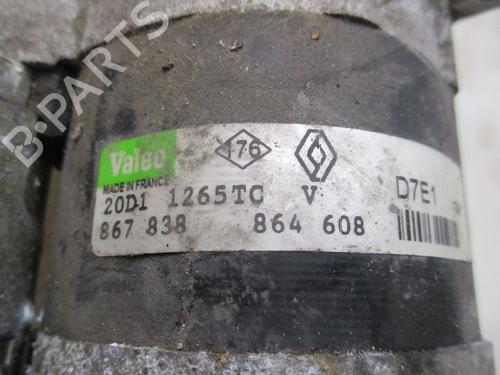 B-PARTS
Valeo
MADE IN FRANCE
176
20D1 1265TC V
867 838 864 608
D7E1